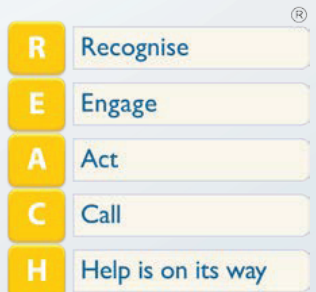 ®
R Recognise
E Engage
A Act
C Call
H Help is on its way